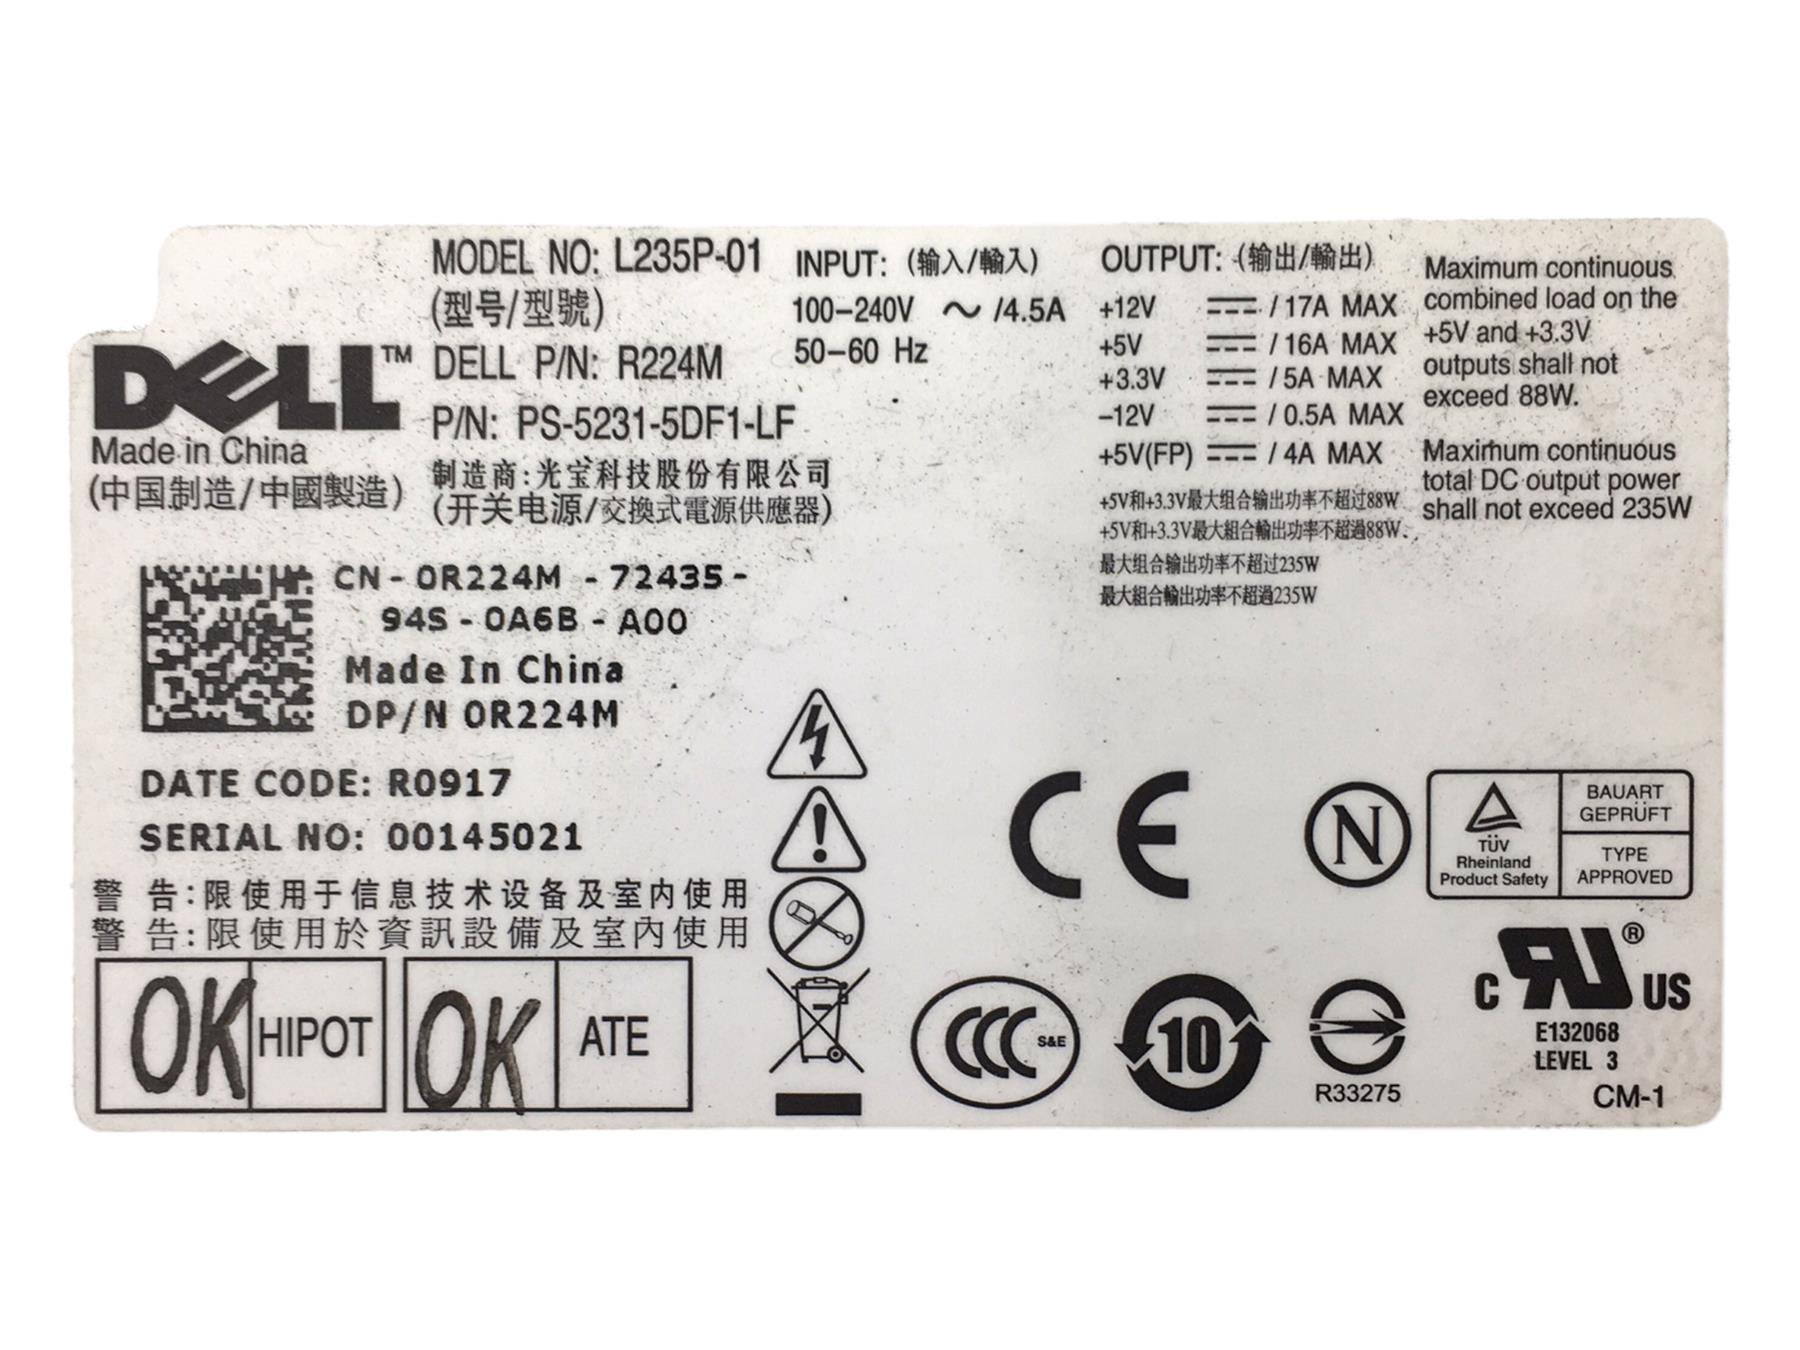 DELL™
Made in China
(中国制造/中國製造)
MODEL NO: L235P-01
(型号/型號)
DELL P/N: R224M
P/N: PS-5231-5DF1-LF
制造商:光宝科技股份有限公司
(开关电源/交換式電源供應器)
INPUT: (输入/輸入)
100-240V ~ /4.5A
50-60 Hz
OUTPUT: (输出/輸出)
+12V / 17A MAX
+5V / 16A MAX
+3.3V / 5A MAX
-12V / 0.5A MAX
+5V(FP) / 4A MAX
+5V和+3.3V最大组合输出功率不超过88W
+5V和+3.3V最大組合輸出功率不超過88W.
最大组合输出功率不超过235W
最大組合輸出功率不超過235W
Maximum continuous
combined load on the
+5V and +3.3V
outputs shall not
exceed 88W.
Maximum continuous
total DC output power
shall not exceed 235W
CN-0R224M-72435-
94S-0A6B-A00
Made In China
DP/N 0R224M
DATE CODE: R0917
SERIAL NO: 00145021
警 告:限使用于信息技术设备及室内使用
警 告:限使用於資訊設備及室內使用
OK HIPOT
OK ATE
CE
N
TÜV
Rheinland
Product Safety
BAUART
GEPRÜFT
TYPE
APPROVED
CCC S&E
10
R33275
c RU® US
E132068
LEVEL 3
CM-1